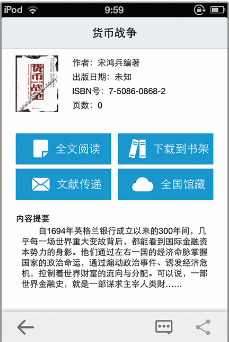 iPod 9:59
货币战争
货币战争
作者：宋鸿兵编著
出版日期：未知
ISBN号：7-5086-0868-2
页数：0
全文阅读
下载到书架
文献传递
全国馆藏
内容提要
自1694年英格兰银行成立以来的300年间，几
乎每一场世界重大变故背后，都能看到国际金融资
本势力的身影。他们通过左右一国的经济命脉掌握
国家的政治命运，通过煽动政治事件、诱发经济危
机，控制着世界财富的流向与分配。可以说，一部
世界金融史，就是一部谋求主宰人类财……